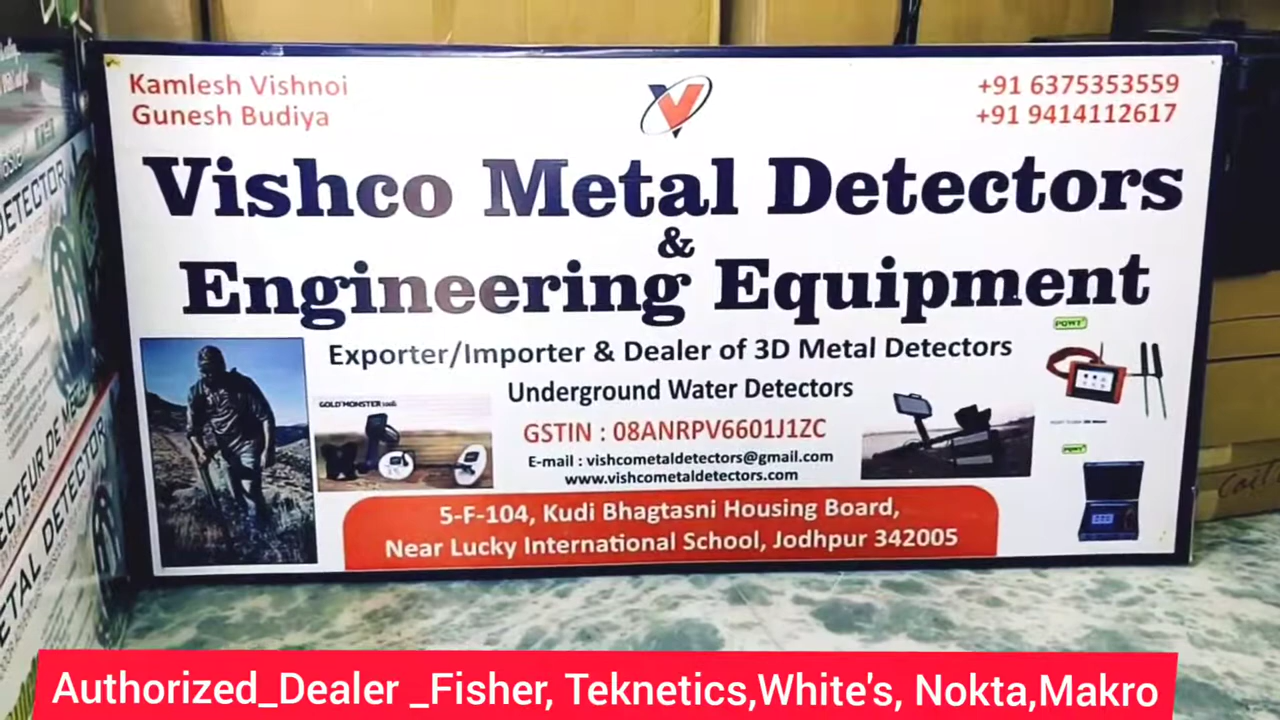 Kamlesh Vishnoi
Gunesh Budiya
+91 6375353559
+91 9414112617
Vishco Metal Detectors
&
Engineering Equipment
Exporter/Importer & Dealer of 3D Metal Detectors
Underground Water Detectors
GSTIN : 08ANRPV6601J1ZC
E-mail : vishcometaldetectors@gmail.com
www.vishcometaldetectors.com
GOLD MONSTER
5-F-104, Kudi Bhagtasni Housing Board,
Near Lucky International School, Jodhpur 342005
DETECTOR
METAL DETECTOR
Authorized_Dealer _Fisher, Teknetics,White's, Nokta,Makro